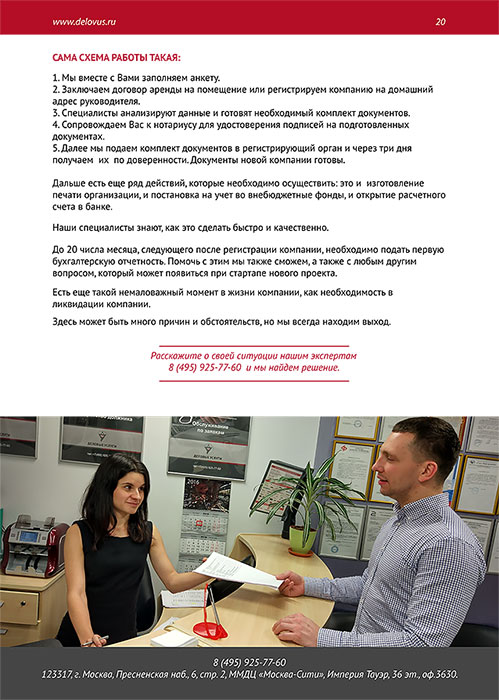 www.delovus.ru
20
САМА СХЕМА РАБОТЫ ТАКАЯ:
1. Мы вместе с Вами заполняем анкету.
2. Заключаем договор аренды на помещение или регистрируем компанию на домашний
адрес руководителя.
3. Специалисты анализируют данные и готовят необходимый комплект документов.
4. Сопровождаем Вас к нотариусу для удостоверения подписей на подготовленных
документах.
5. Далее мы подаем комплект документов в регистрирующий орган и через три дня
получаем их по доверенности. Документы новой компании готовы.
Дальше есть еще ряд действий, которые необходимо осуществить: это и изготовление
печати организации, и постановка на учет во внебюджетные фонды, и открытие расчетного
счета в банке.
Наши специалисты знают, как это сделать быстро и качественно.
До 20 числа месяца, следующего после регистрации компании, необходимо подать первую
бухгалтерскую отчетность. Помочь с этим мы также сможем, а также с любым другим
вопросом, который может появиться при стартапе нового проекта.
Есть еще такой немаловажный момент в жизни компании, как необходимость в
ликвидации компании.
Здесь может быть много причин и обстоятельств, но мы всегда находим выход.
Расскажите о своей ситуации нашим экспертам
8 (495) 925-77-60 и мы найдем решение.
Обслуживание
по звонкам
ДЕЛОВЫЕ УСЛУГИ
2016
8 (495) 925-77-60
123317, г. Москва, Пресненская наб., 6, стр. 2, ММДЦ «Москва-Сити», Империя Тауэр, 36 эт., оф.3630.